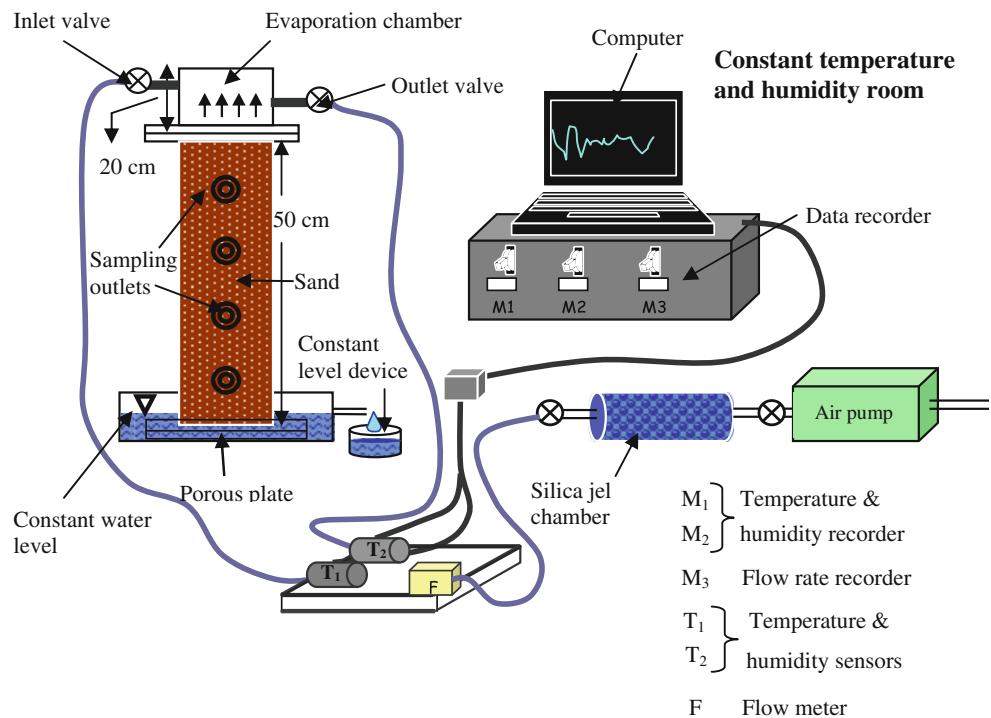 Inlet valve
Evaporation chamber
Computer
Constant temperature
and humidity room
Outlet valve
20 cm
50 cm
Data recorder
Sampling
outlets
Sand
M1 M2 M3
Constant
level device
Air pump
Porous plate
Constant water
level
Silica jel
chamber
T1
T2
F
M1
M2
Temperature &
humidity recorder
M3 Flow rate recorder
T1
T2
Temperature &
humidity sensors
F Flow meter